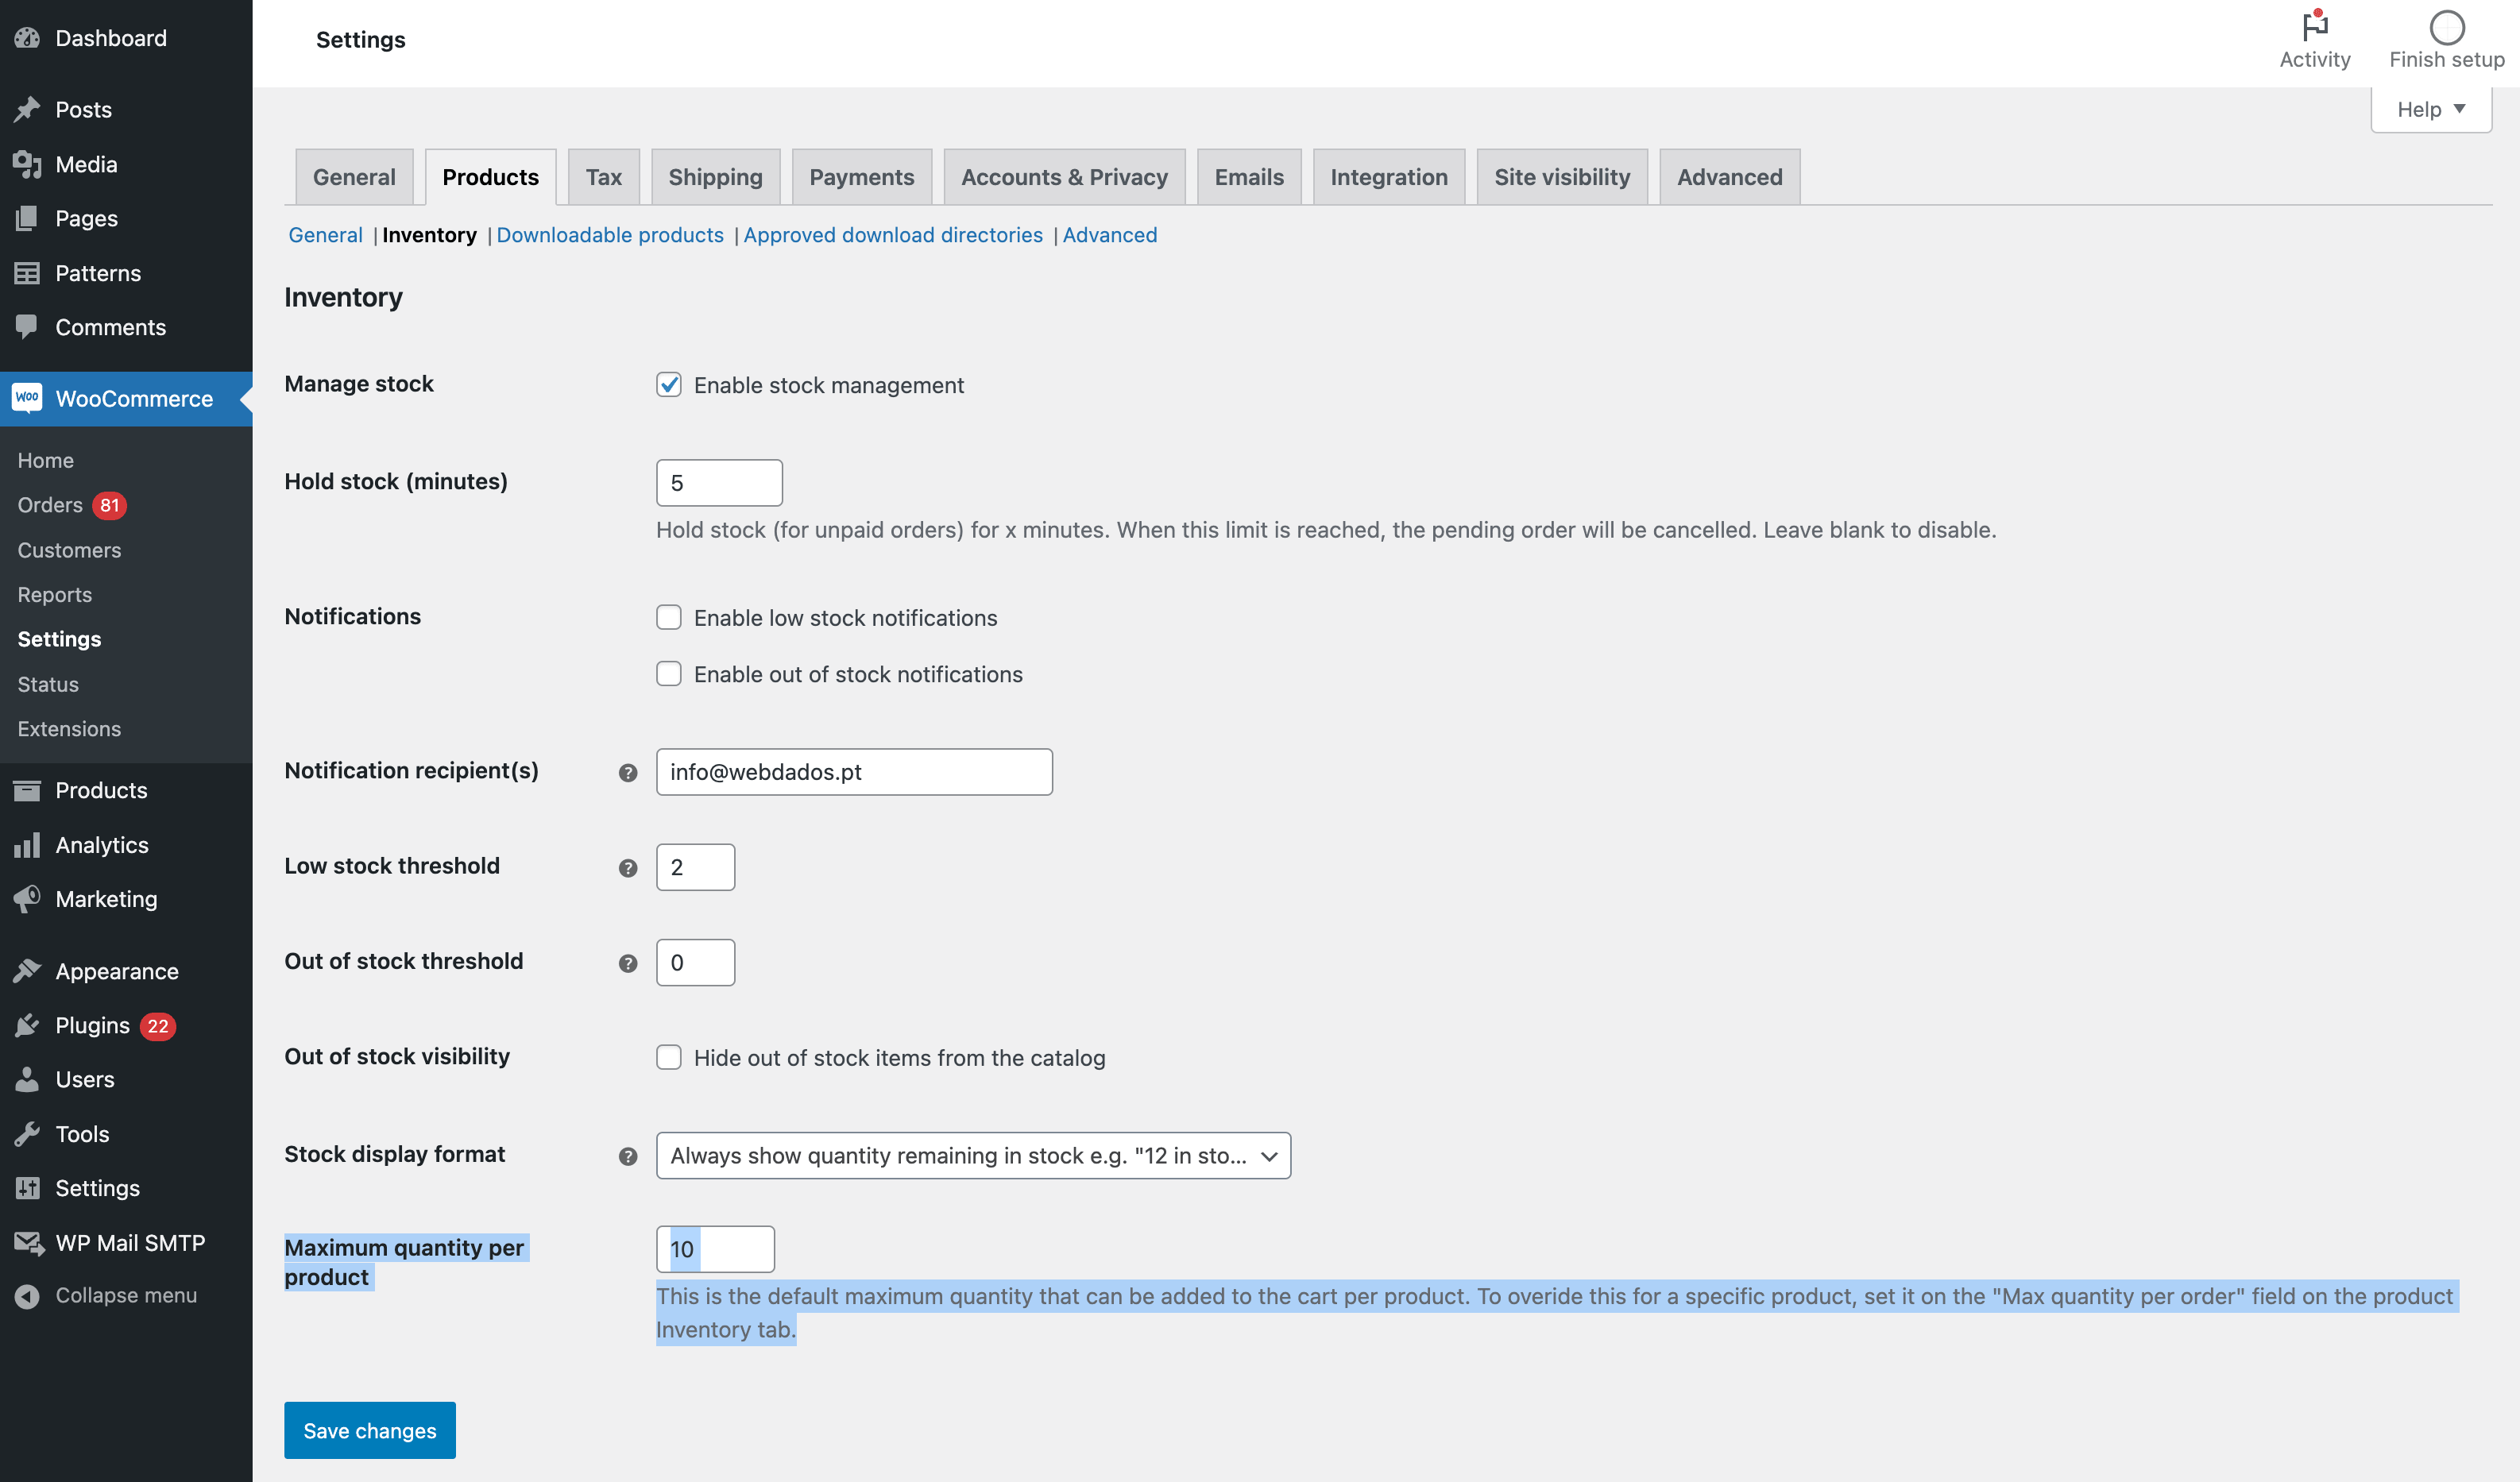 Dashboard
Posts
Media
Pages
Patterns
Comments
Woo WooCommerce
Home
Orders 81
Customers
Reports
Settings
Status
Extensions
Products
Analytics
Marketing
Appearance
Plugins 22
Users
Tools
Settings
WP Mail SMTP
Collapse menu
Settings
Activity
Finish setup
Help
General
Products
Tax
Shipping
Payments
Accounts & Privacy
Emails
Integration
Site visibility
Advanced
General | Inventory | Downloadable products | Approved download directories | Advanced
Inventory
Manage stock
Enable stock management
Hold stock (minutes)
5
Hold stock (for unpaid orders) for x minutes. When this limit is reached, the pending order will be cancelled. Leave blank to disable.
Notifications
Enable low stock notifications
Enable out of stock notifications
Notification recipient(s)
?
info@webdados.pt
Low stock threshold
?
2
Out of stock threshold
?
0
Out of stock visibility
Hide out of stock items from the catalog
Stock display format
?
Always show quantity remaining in stock e.g. "12 in sto...
Maximum quantity per
product
10
This is the default maximum quantity that can be added to the cart per product. To overide this for a specific product, set it on the "Max quantity per order" field on the product
Inventory tab.
Save changes